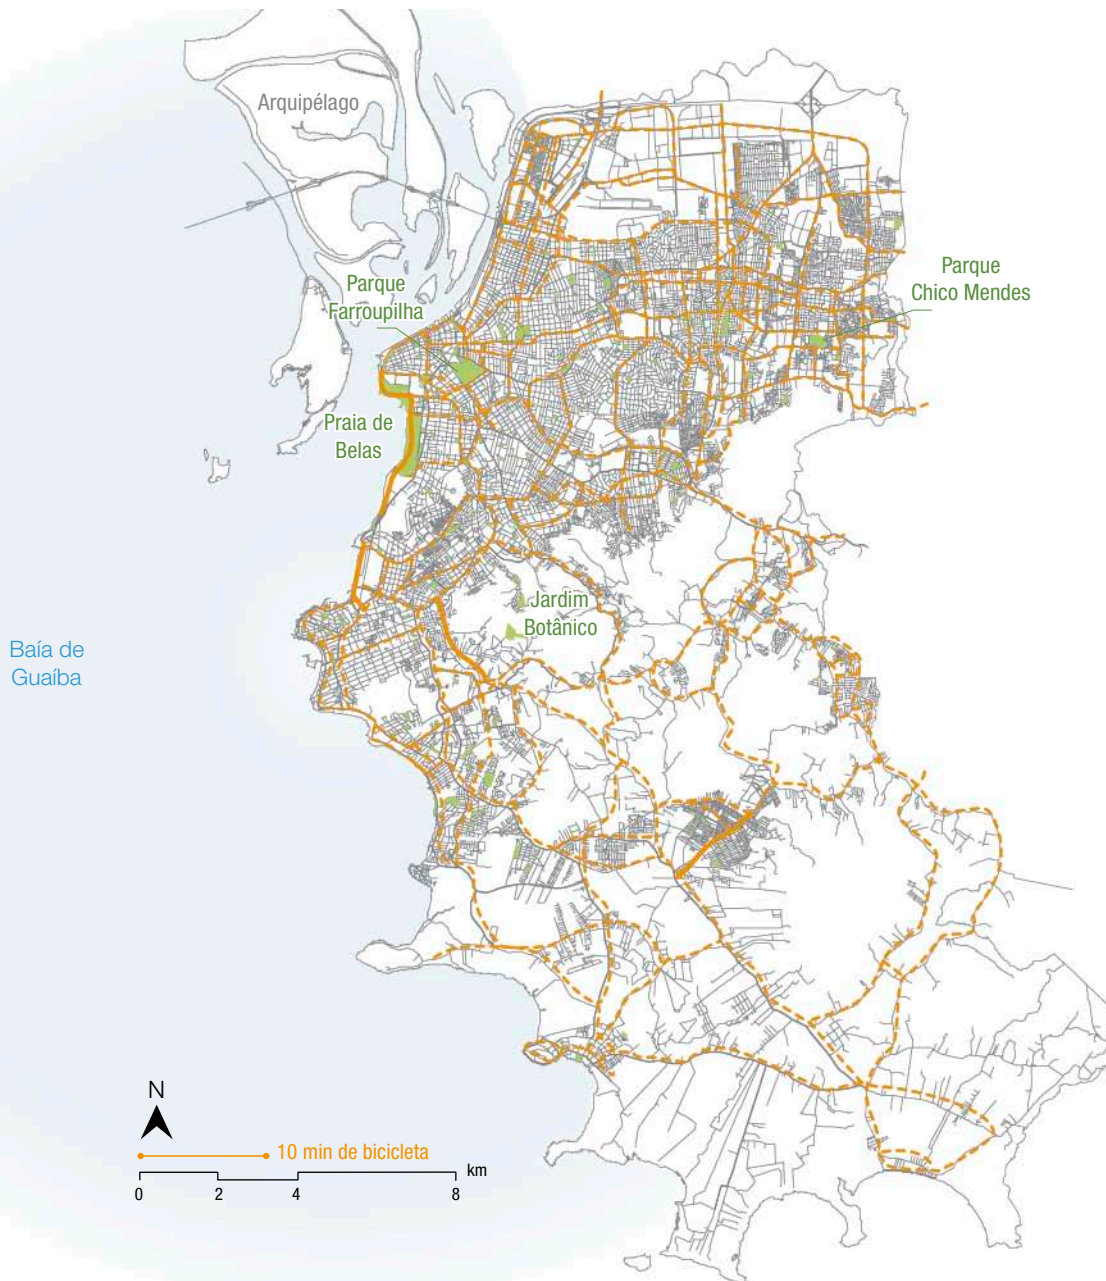 Arquipélago
Parque
Farroupilha
Parque
Chico Mendes
Praia de
Belas
Jardim
Botânico
Baía de
Guaíba
N
10 min de bicicleta
km
0 2 4 8